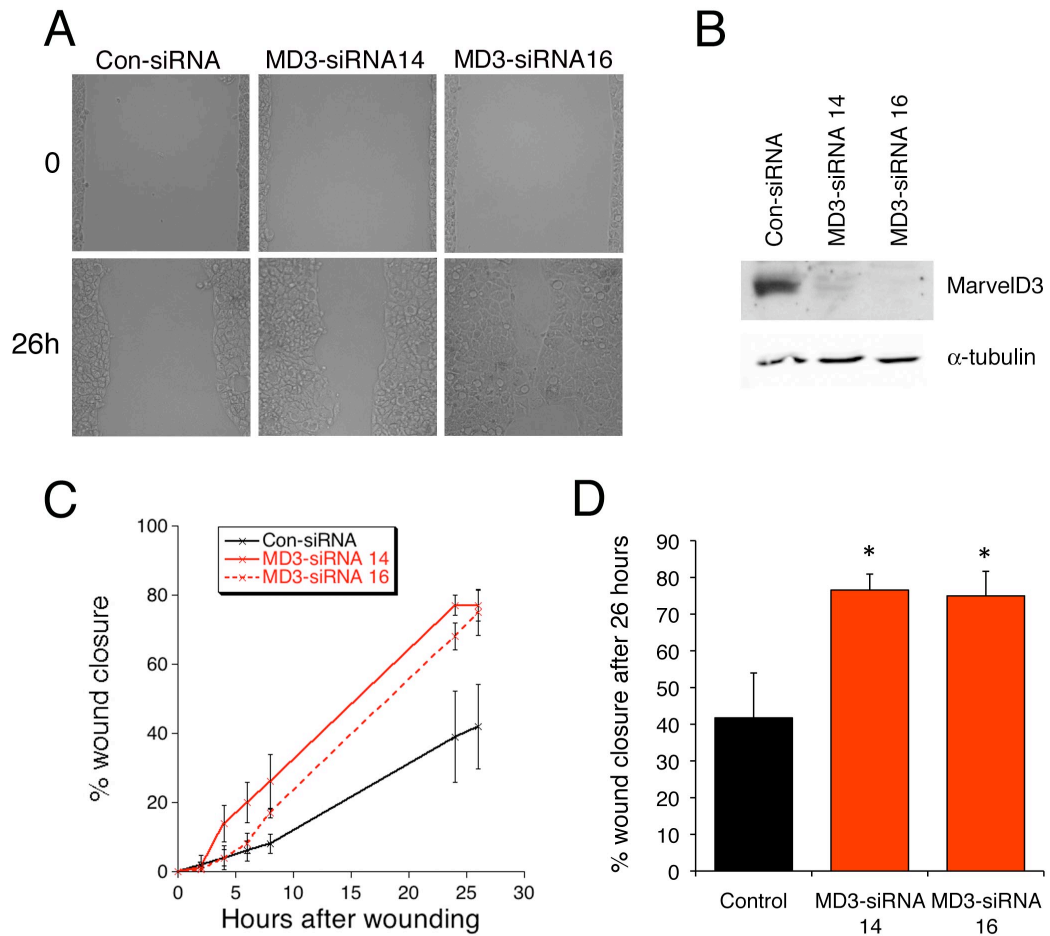 A
Con-siRNA
MD3-siRNA14
MD3-siRNA16
0
26h
B
Con-siRNA
MD3-siRNA 14
MD3-siRNA 16
MarvelD3
α-tubulin
C
% wound closure
100
80
60
40
20
0
Con-siRNA
MD3-siRNA 14
MD3-siRNA 16
0 5 10 15 20 25 30
Hours after wounding
D
% wound closure after 26 hours
90
80
70
60
50
40
30
20
10
0
* *
Control
MD3-siRNA
14
MD3-siRNA
16